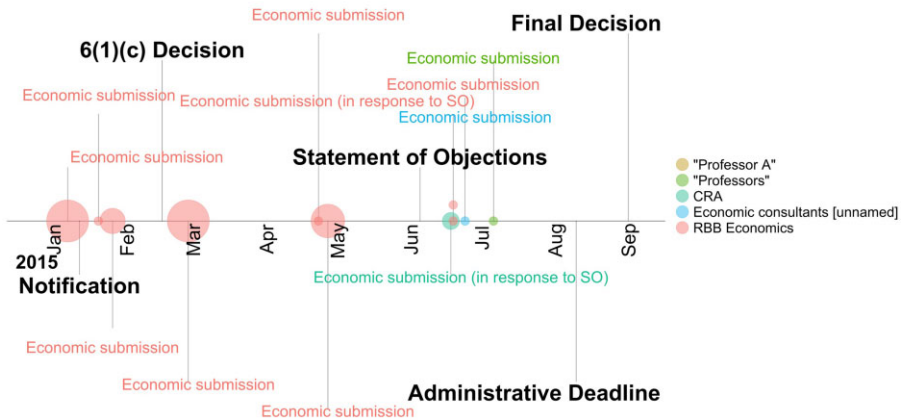 Economic submission
Final Decision
6(1)(c) Decision
Economic submission
Economic submission
Economic submission
Economic submission (in response to SO)
Economic submission
Economic submission
Statement of Objections
"Professor A"
"Professors"
CRA
Economic consultants [unnamed]
RBB Economics
Jan
Feb
Mar
Apr
May
Jun
Jul
Aug
Sep
2015
Notification
Economic submission (in response to SO)
Economic submission
Economic submission
Administrative Deadline
Economic submission